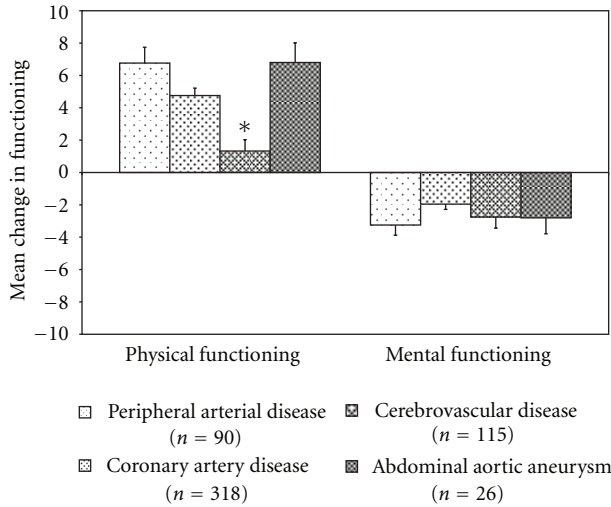 Mean change in functioning
10
8
6
4
2
0
−2
−4
−6
−8
−10
*
Physical functioning
Mental functioning
Peripheral arterial disease
(n = 90)
Cerebrovascular disease
(n = 115)
Coronary artery disease
(n = 318)
Abdominal aortic aneurysm
(n = 26)